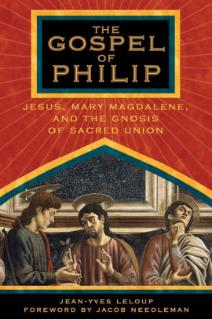 THE
GOSPEL
OF
PHILIP
JESUS, MARY MAGDALENE,
AND THE GNOSIS
OF SACRED UNION
JEAN-YVES LELOUP
FOREWORD BY JACOB NEEDLEMAN